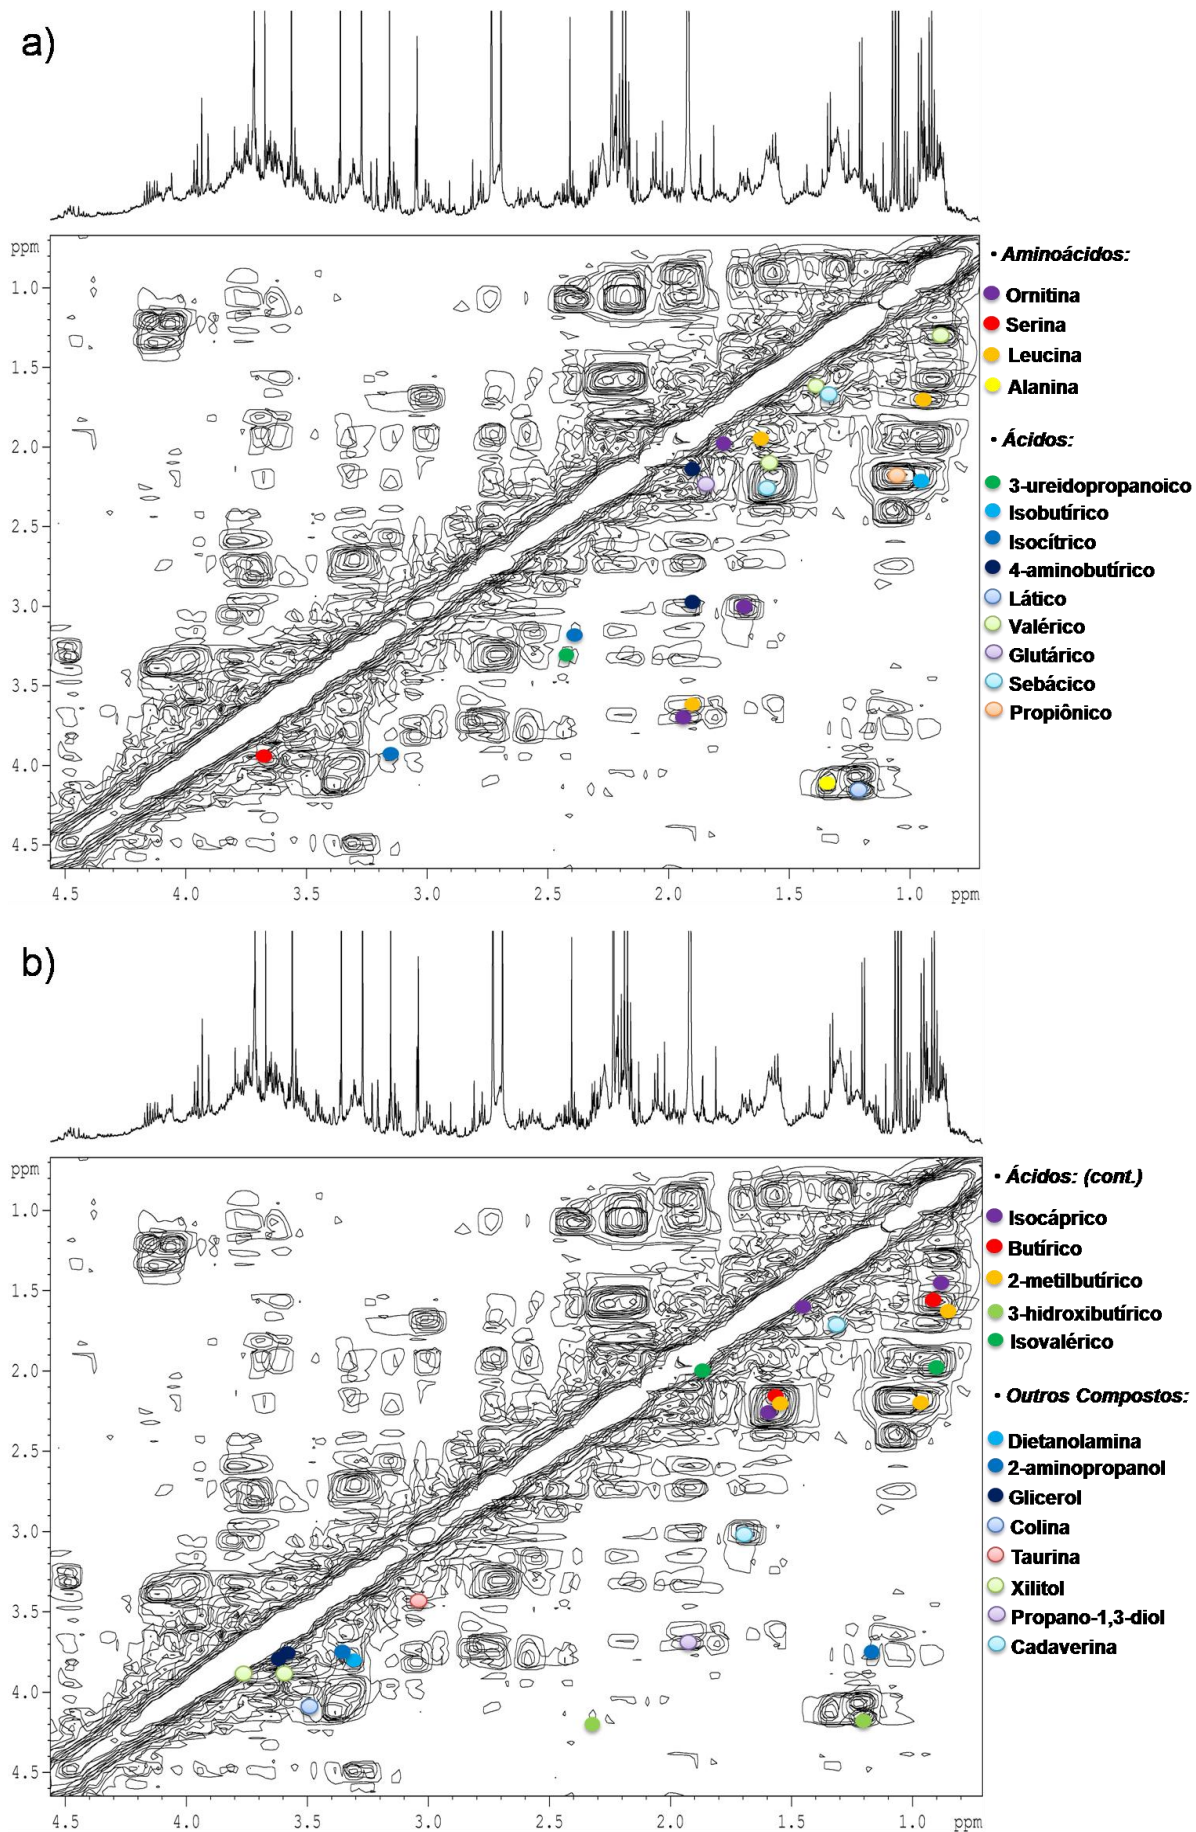 a)
ppm
1.0
1.5
2.0
2.5
3.0
3.5
4.0
4.5
4.5 4.0 3.5 3.0 2.5 2.0 1.5 1.0 ppm
• Aminoácidos:
Ornitina
Serina
Leucina
Alanina
• Ácidos:
3-ureidopropanoico
Isobutírico
Isocítrico
4-aminobutírico
Lático
Valérico
Glutárico
Sebácico
Propiônico
b)
ppm
1.0
1.5
2.0
2.5
3.0
3.5
4.0
4.5
4.5 4.0 3.5 3.0 2.5 2.0 1.5 1.0 ppm
• Ácidos: (cont.)
Isocáprico
Butírico
2-metilbutírico
3-hidroxibutírico
Isovalérico
• Outros Compostos:
Dietanolamina
2-aminopropanol
Glicerol
Colina
Taurina
Xilitol
Propano-1,3-diol
Cadaverina